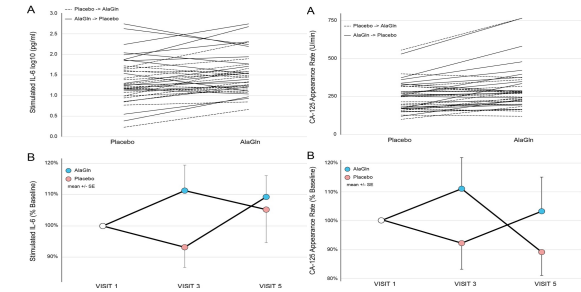 A
Placebo -> AlaGln
AlaGln -> Placebo
Stimulated IL-6 log10 (pg/ml)
3.0
2.5
2.0
1.5
1.0
0.5
0.0
Placebo
AlaGln
A
Placebo -> AlaGln
AlaGln -> Placebo
CA-125 Appearance Rate (U/min)
750
500
250
0
Placebo
AlaGln
B
AlaGln
Placebo
mean +/- SE
Stimulated IL-6 (% Baseline)
120%
110%
100%
90%
VISIT 1
VISIT 3
VISIT 5
B
AlaGln
Placebo
mean +/- SE
CA-125 Appearance Rate (% Baseline)
120%
110%
100%
90%
80%
VISIT 1
VISIT 3
VISIT 5